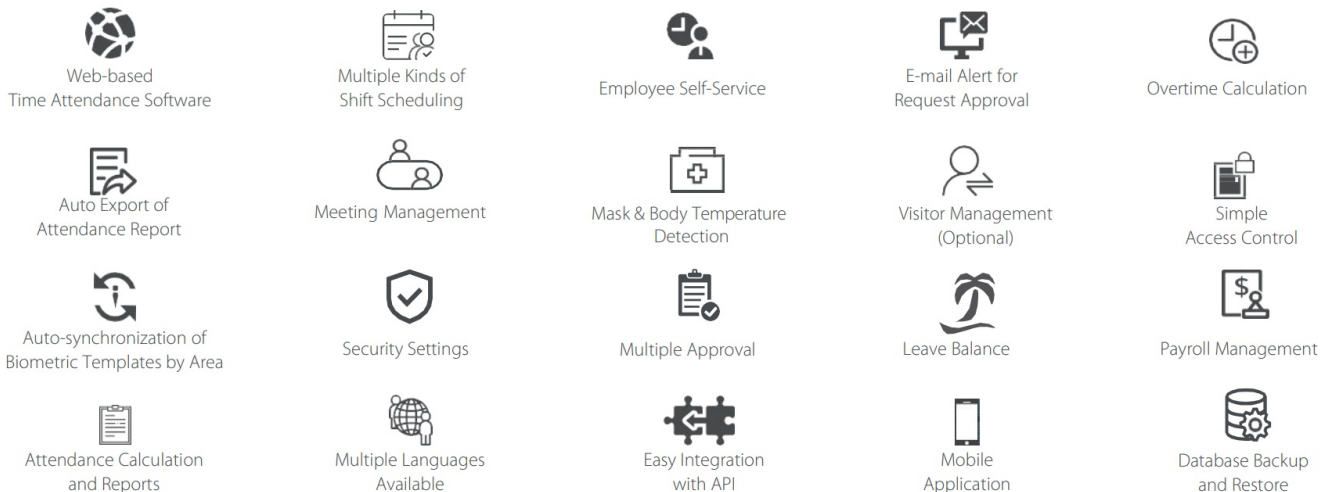 Web-based
Time Attendance Software
Multiple Kinds of
Shift Scheduling
Employee Self-Service
E-mail Alert for
Request Approval
Overtime Calculation
Auto Export of
Attendance Report
Meeting Management
Mask & Body Temperature
Detection
Visitor Management
(Optional)
Simple
Access Control
Auto-synchronization of
Biometric Templates by Area
Security Settings
Multiple Approval
Leave Balance
$
Payroll Management
Attendance Calculation
and Reports
Multiple Languages
Available
Easy Integration
with API
Mobile
Application
Database Backup
and Restore